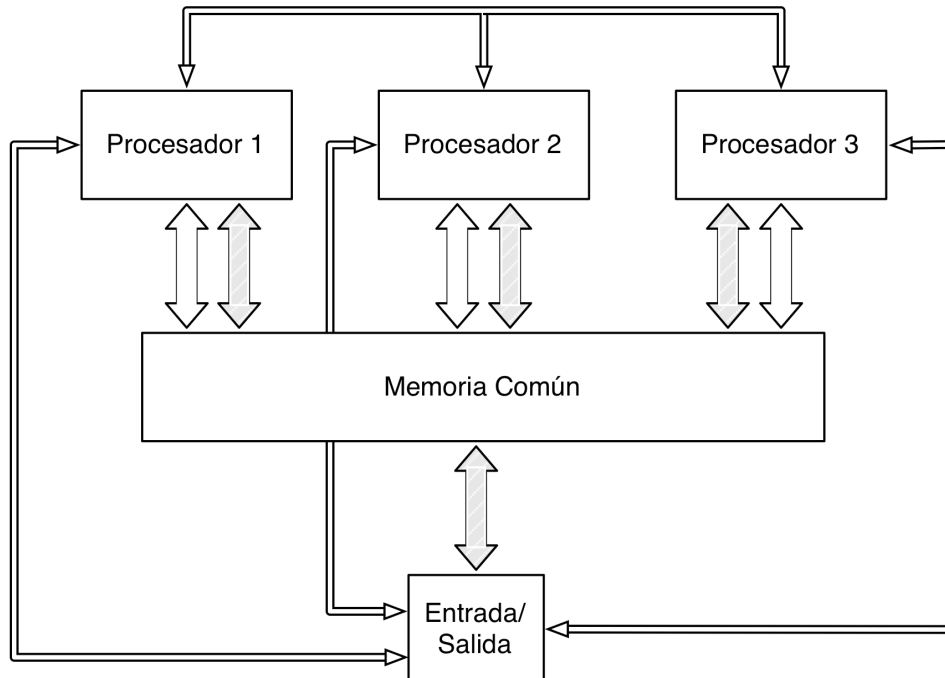 Procesador 1
Procesador 2
Procesador 3
Memoria Común
Entrada/
Salida